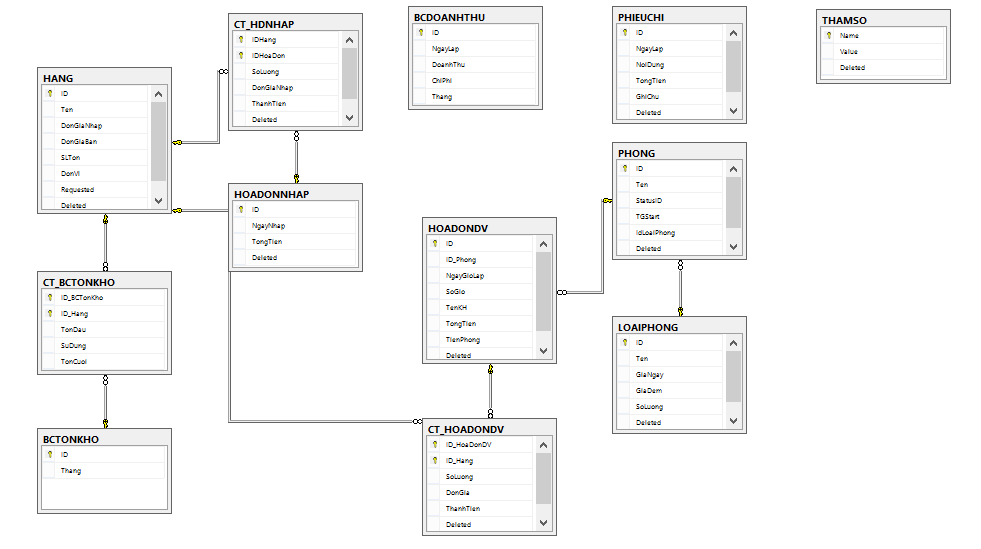 HANG
ID
Ten
DonGiaNhap
DonGiaBan
SLTon
DonVi
Requested
Deleted
CT_HDNHAP
IDHang
IDHoaDon
SoLuong
DonGiaNhap
ThanhTien
Deleted
HOADONNHAP
ID
NgayNhap
TongTien
Deleted
CT_BCTONKHO
ID_BCTonKho
ID_Hang
TonDau
SuDung
TonCuoi
BCTONKHO
ID
Thang
BCDOANHTHU
ID
NgayLap
DoanhThu
ChiPhi
Thang
HOADONDV
ID
ID_Phong
NgayGioLap
SoGio
TenKH
TongTien
TienPhong
Deleted
CT_HOADONDV
ID_HoaDonDV
ID_Hang
SoLuong
DonGia
ThanhTien
Deleted
PHIEUCHI
ID
NgayLap
NoiDung
TongTien
GhiChu
Deleted
PHONG
ID
Ten
StatusID
TGStart
IdLoaiPhong
Deleted
LOAIPHONG
ID
Ten
GiaNgay
GiaDem
SoLuong
Deleted
THAMSO
Name
Value
Deleted